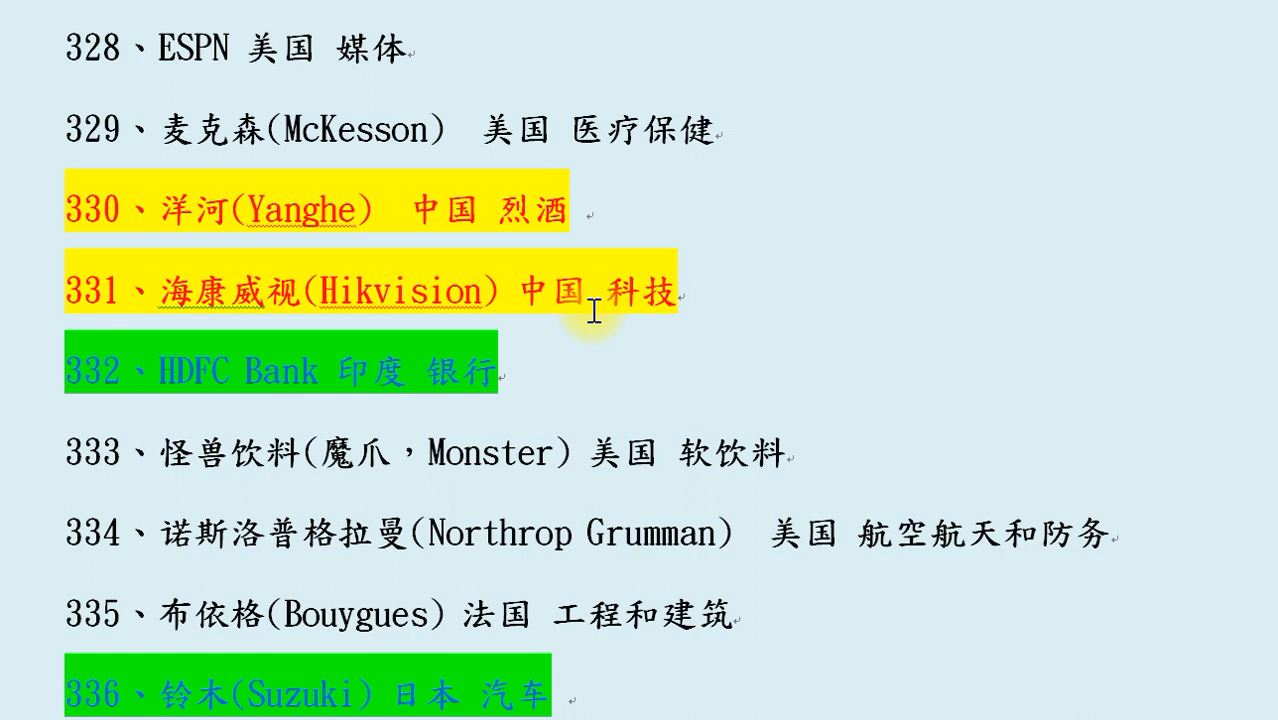 328、ESPN 美国 媒体
329、麦克森(McKesson) 美国 医疗保健
330、洋河(Yanghe) 中国 烈酒
331、海康威视(Hikvision) 中国 科技
332、HDFC Bank 印度 银行
333、怪兽饮料(魔爪，Monster) 美国 软饮料
334、诺斯洛普格拉曼(Northrop Grumman) 美国 航空航天和防务
335、布依格(Bouygues) 法国 工程和建筑
336、铃木(Suzuki) 日本 汽车